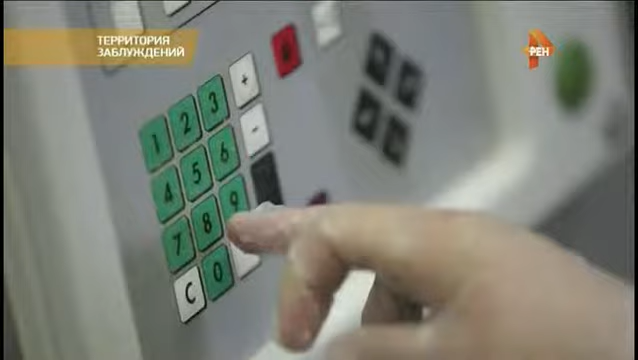 ТЕРРИТОРИЯ
ЗАБЛУЖДЕНИЙ
РЕН
1 2 3 +
4 5 6 -
7 8 9
C 0